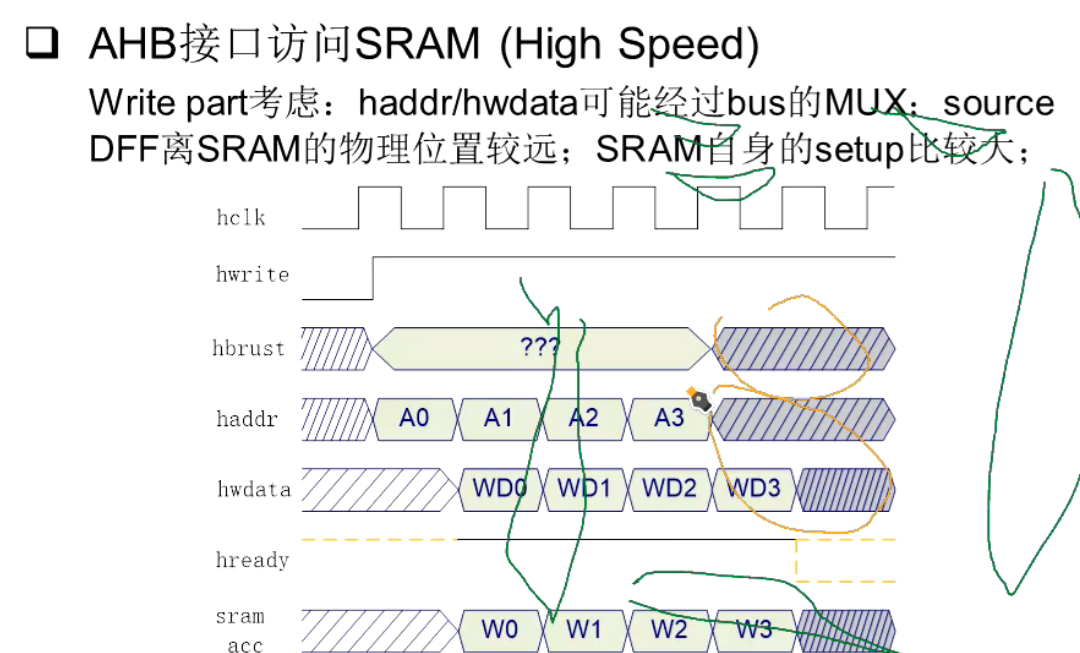 AHB接口访问SRAM (High Speed)
Write part考虑：haddr/hwdata可能经过bus的MUX；source
DFF离SRAM的物理位置较远；SRAM自身的setup比较大；
hclk
hwrite
hbrust ???
haddr A0 A1 A2 A3
hwdata WD0 WD1 WD2 WD3
hready
sram
acc W0 W1 W2 W3